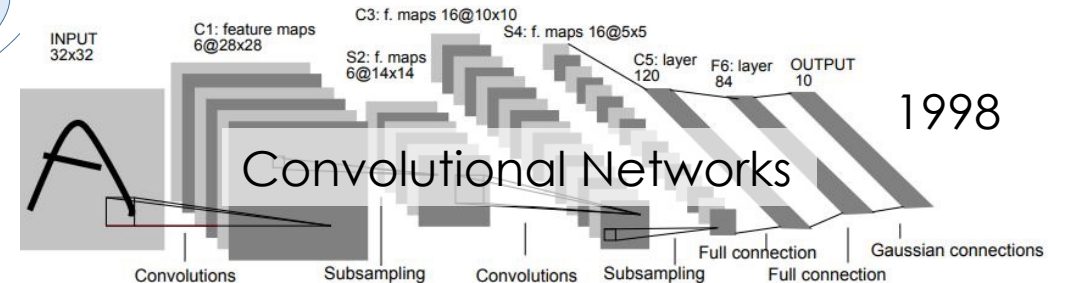 INPUT
32x32
C1: feature maps
6@28x28
S2: f. maps
6@14x14
C3: f. maps 16@10x10
S4: f. maps 16@5x5
C5: layer
120
F6: layer
84
OUTPUT
10
1998
Convolutional Networks
Convolutions
Subsampling
Convolutions
Subsampling
Full connection
Full connection
Gaussian connections